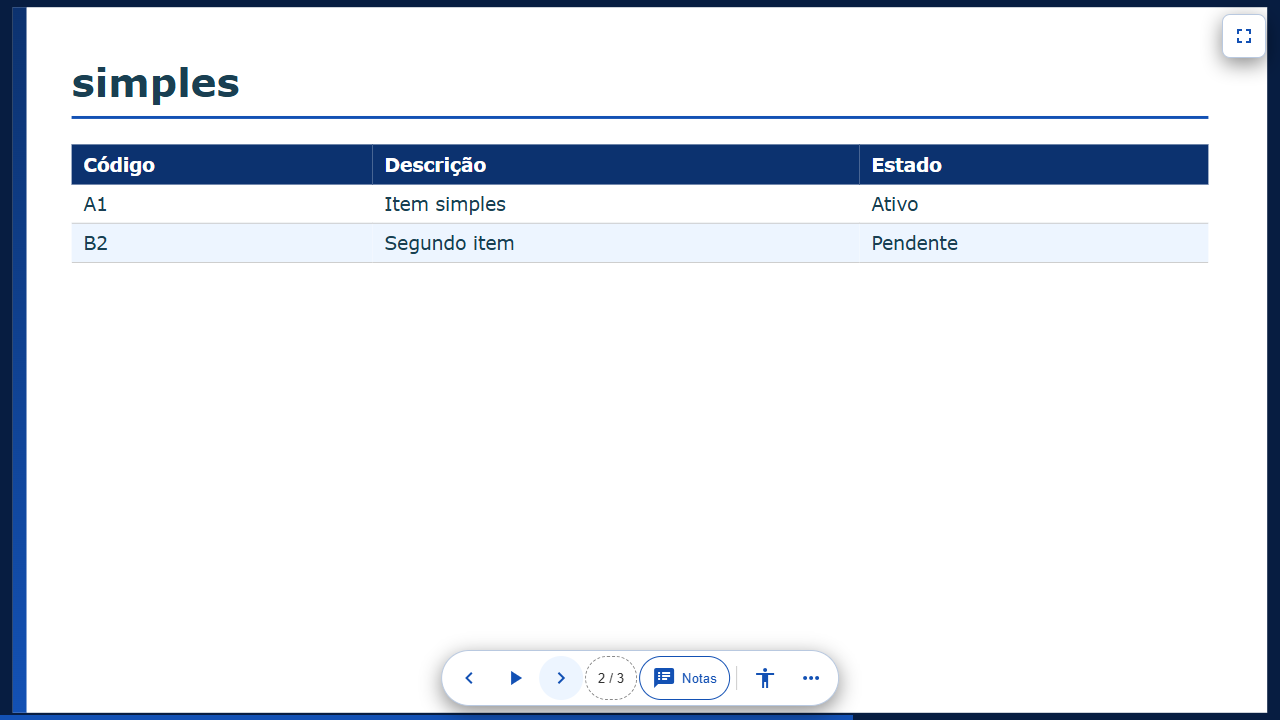 simples
Código Descrição Estado
A1 Item simples Ativo
B2 Segundo item Pendente
2 / 3 Notas